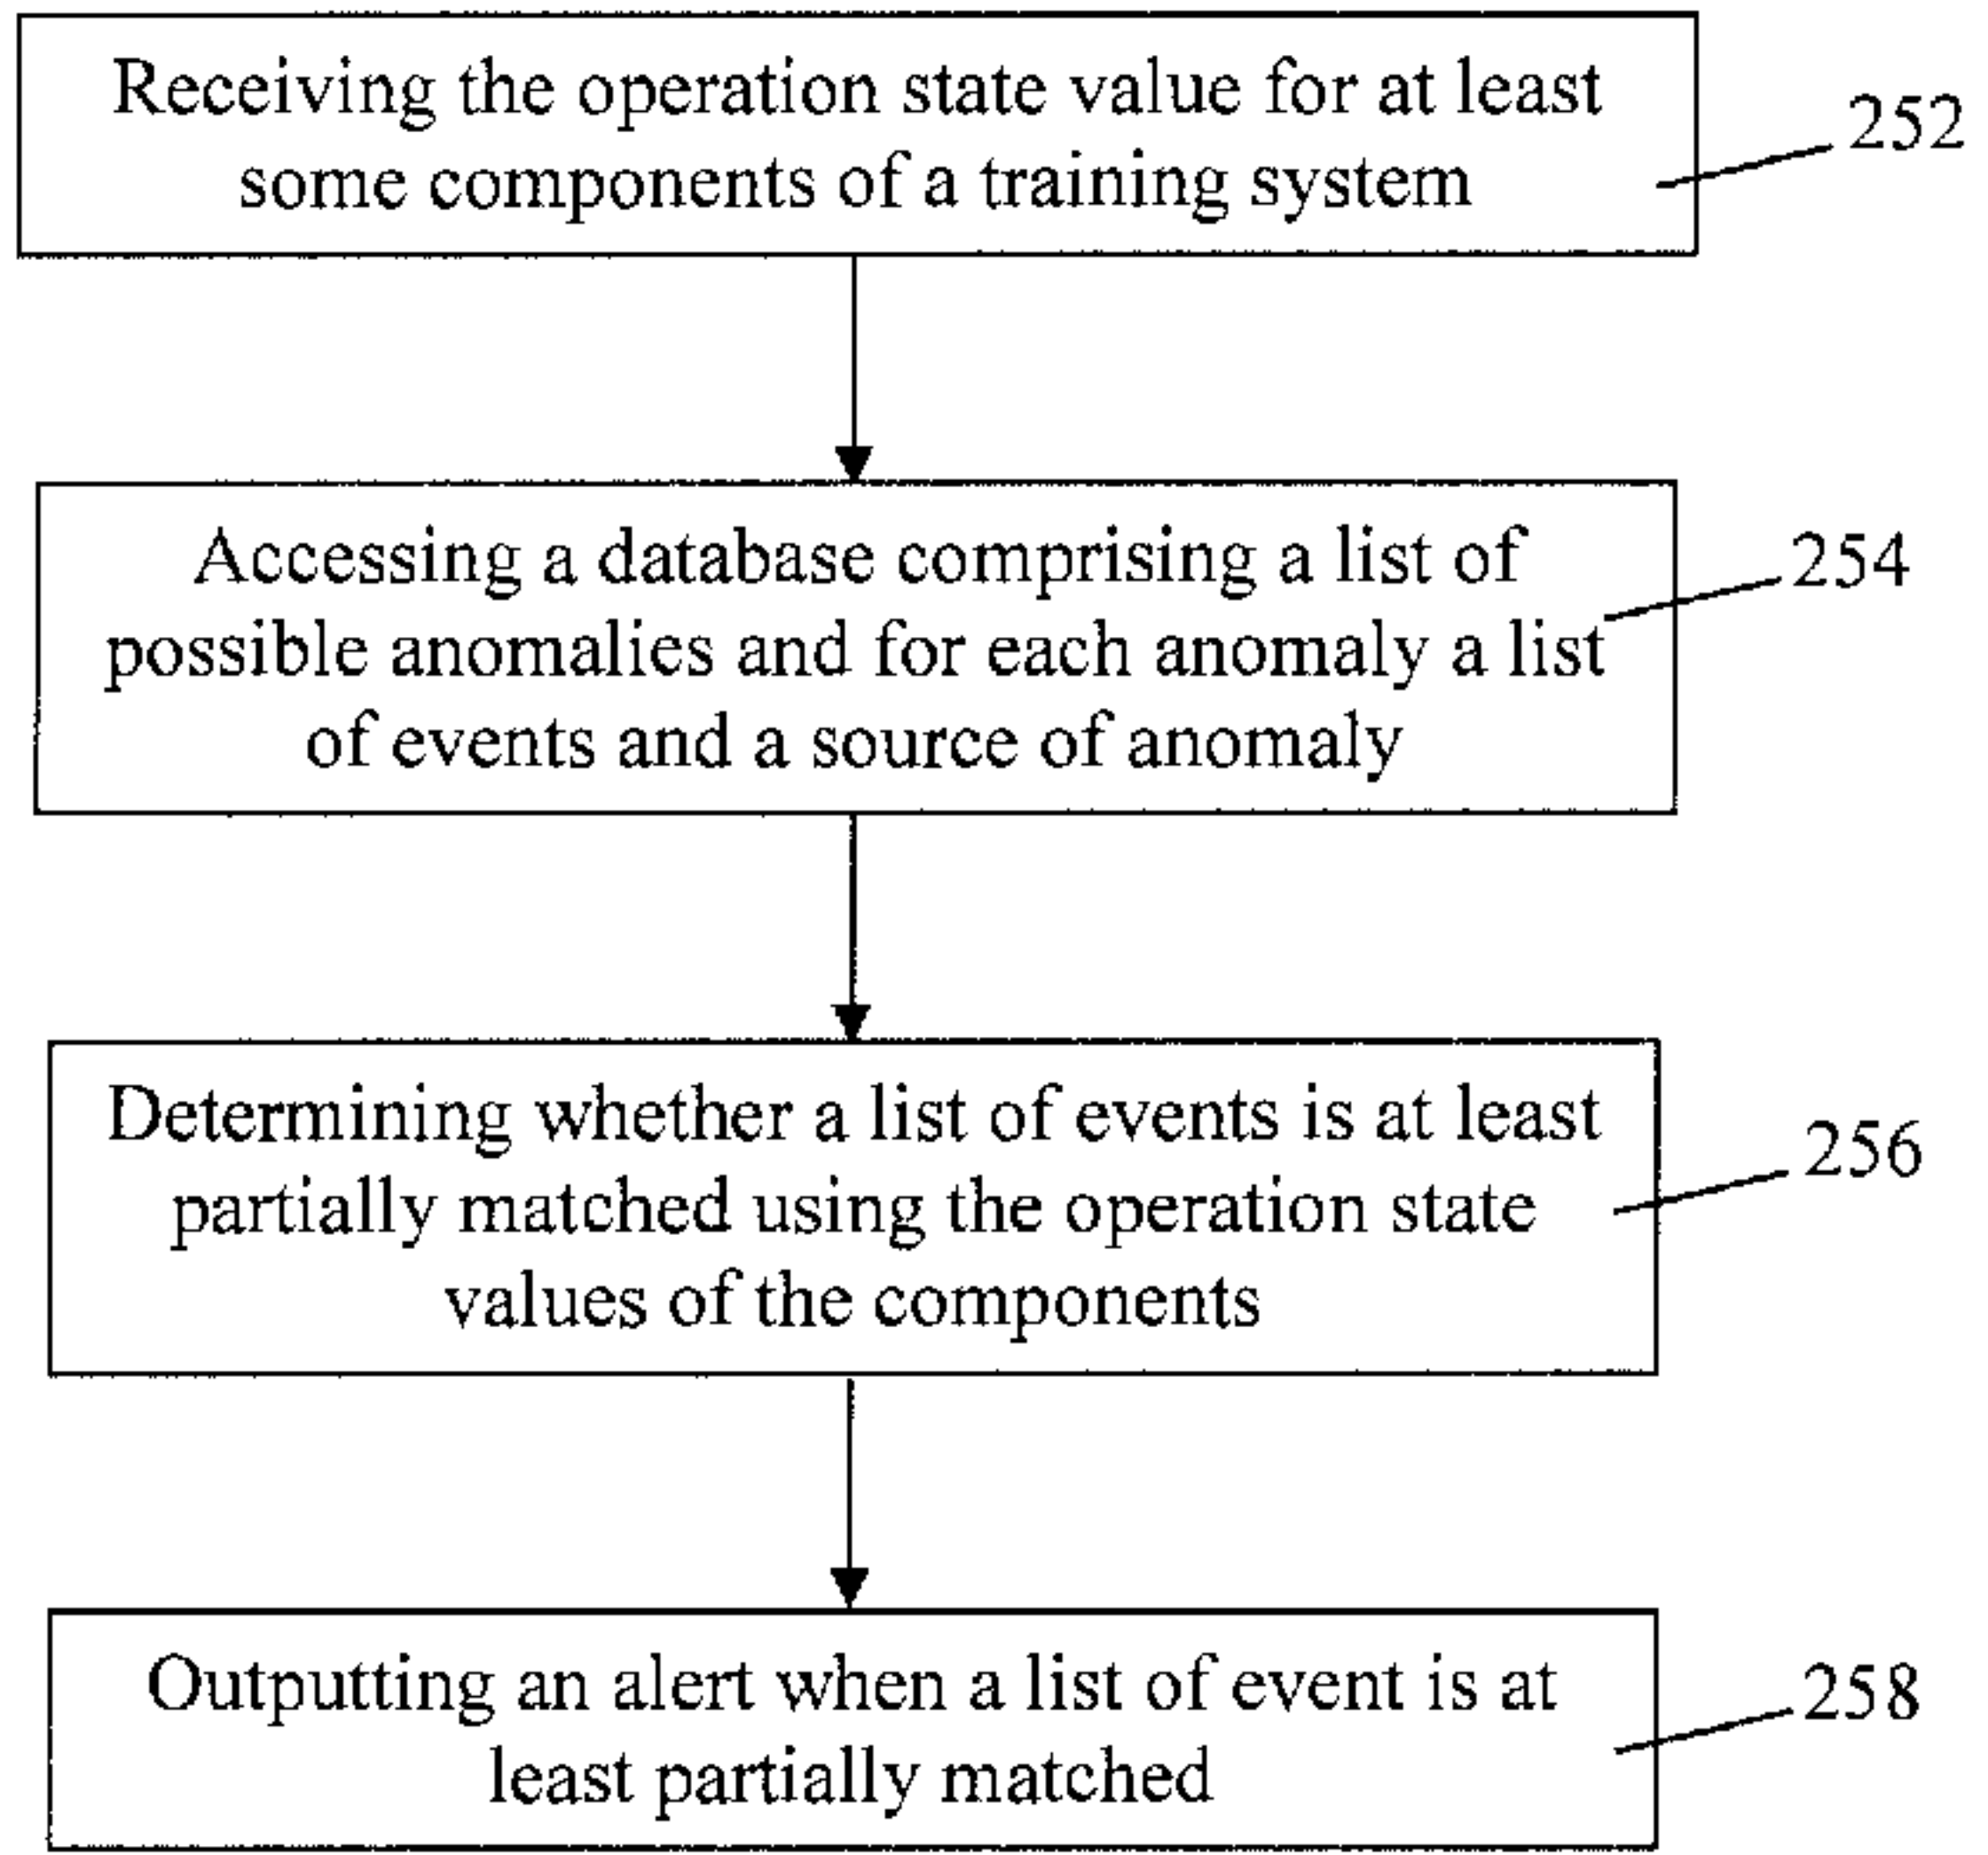 Receiving the operation state value for at least
some components of a training system
252
Accessing a database comprising a list of
possible anomalies and for each anomaly a list
of events and a source of anomaly
254
Determining whether a list of events is at least
partially matched using the operation state
values of the components
256
Outputting an alert when a list of event is at
least partially matched
258